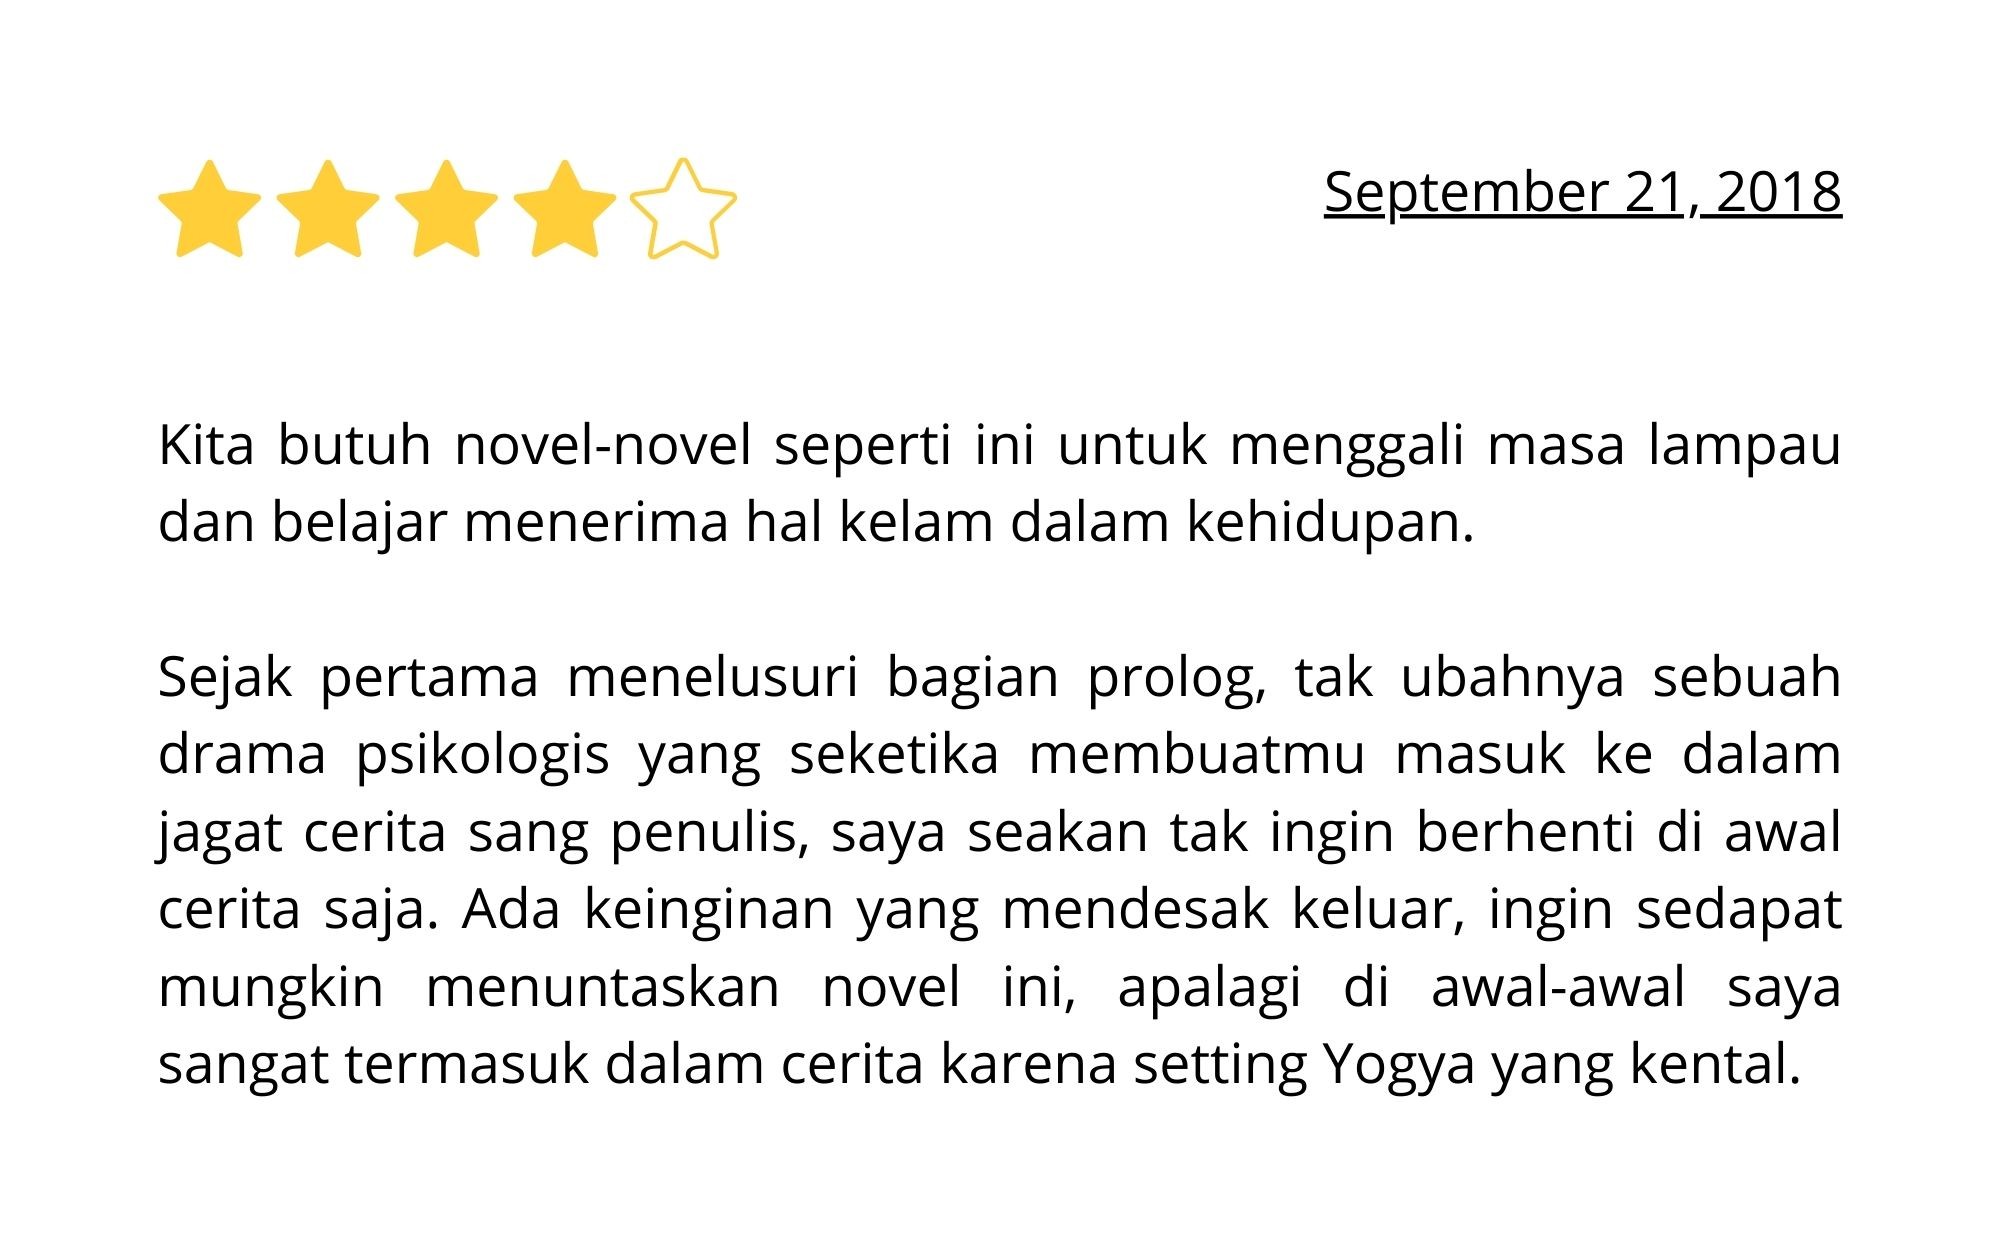 September 21, 2018
Kita butuh novel-novel seperti ini untuk menggali masa lampau
dan belajar menerima hal kelam dalam kehidupan.
Sejak pertama menelusuri bagian prolog, tak ubahnya sebuah
drama psikologis yang seketika membuatmu masuk ke dalam
jagat cerita sang penulis, saya seakan tak ingin berhenti di awal
cerita saja. Ada keinginan yang mendesak keluar, ingin sedapat
mungkin menuntaskan novel ini, apalagi di awal-awal saya
sangat termasuk dalam cerita karena setting Yogya yang kental.